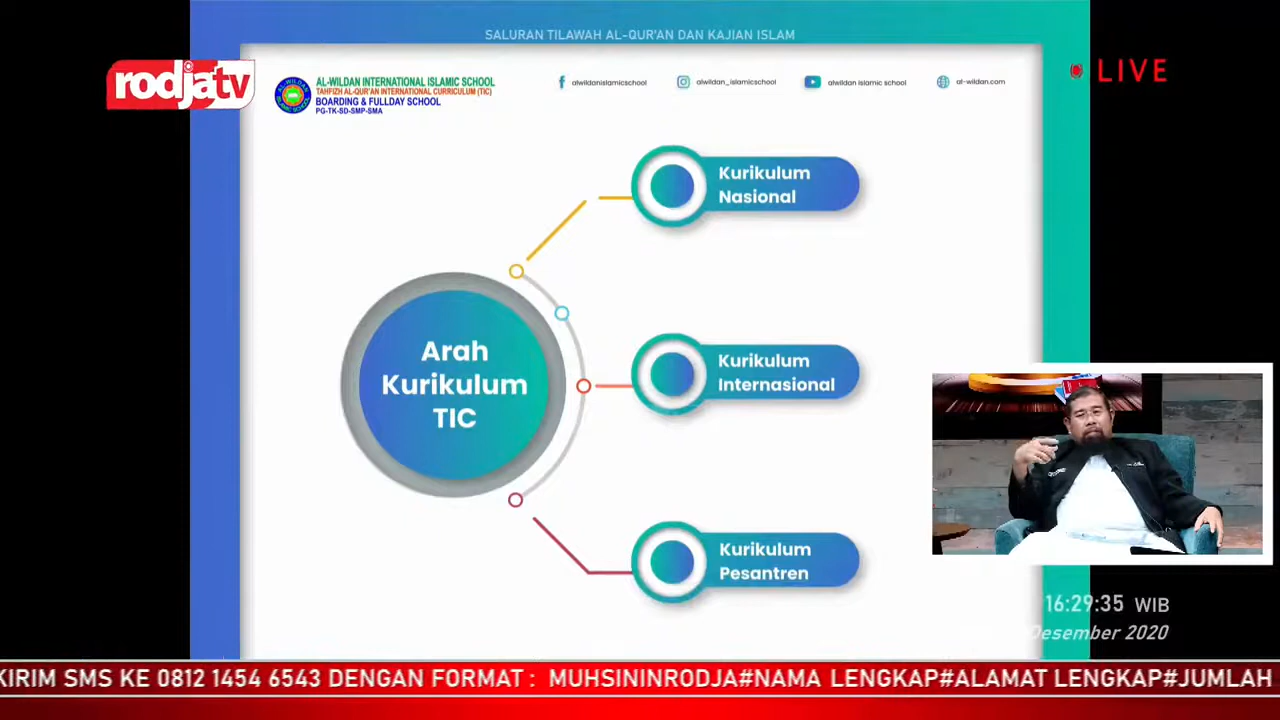 SALURAN TILAWAH AL-QUR'AN DAN KAJIAN ISLAM
rodjatv
LIVE
AL-WILDAN INTERNATIONAL ISLAMIC SCHOOL
TAHFIZH AL-QUR'AN INTERNATIONAL CURRICULUM (TIC)
BOARDING & FULLDAY SCHOOL
PG-TK-SD-SMP-SMA
alwildanislamicschool
alwildan_islamicschool
alwildan islamic school
al-wildan.com
Kurikulum
Nasional
Arah
Kurikulum
TIC
Kurikulum
Internasional
Kurikulum
Pesantren
16:29:35 WIB
Desember 2020
KIRIM SMS KE 0812 1454 6543 DENGAN FORMAT : MUHSININRODJA#NAMA LENGKAP#ALAMAT LENGKAP#JUMLAH